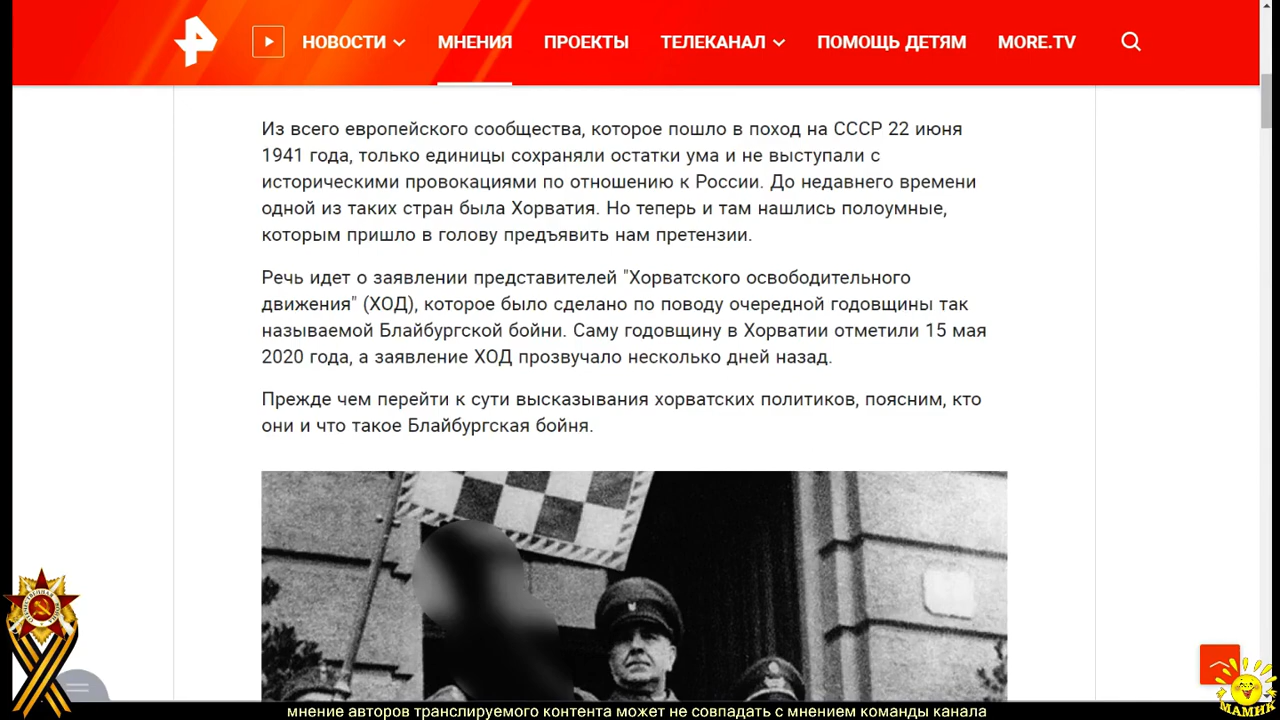 НОВОСТИ МНЕНИЯ ПРОЕКТЫ ТЕЛЕКАНАЛ ПОМОЩЬ ДЕТЯМ MORE.TV
Из всего европейского сообщества, которое пошло в поход на СССР 22 июня
1941 года, только единицы сохраняли остатки ума и не выступали с
историческими провокациями по отношению к России. До недавнего времени
одной из таких стран была Хорватия. Но теперь и там нашлись полоумные,
которым пришло в голову предъявить нам претензии.
Речь идет о заявлении представителей "Хорватского освободительного
движения" (ХОД), которое было сделано по поводу очередной годовщины так
называемой Блайбургской бойни. Саму годовщину в Хорватии отметили 15 мая
2020 года, а заявление ХОД прозвучало несколько дней назад.
Прежде чем перейти к сути высказывания хорватских политиков, поясним, кто
они и что такое Блайбургская бойня.
МАМИК
мнение авторов транслируемого контента может не совпадать с мнением команды канала